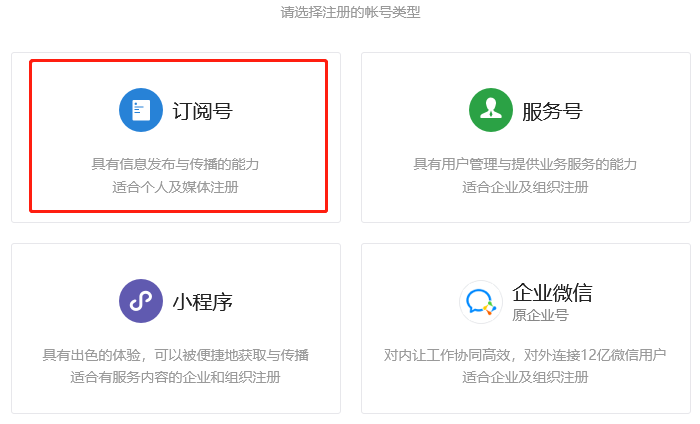 请选择注册的帐号类型
订阅号
具有信息发布与传播的能力
适合个人及媒体注册
服务号
具有用户管理与提供业务服务的能力
适合企业及组织注册
小程序
具有出色的体验，可以被便捷地获取与传播
适合有服务内容的企业和组织注册
企业微信
原企业号
对内让工作协同高效，对外连接12亿微信用户
适合企业及组织注册